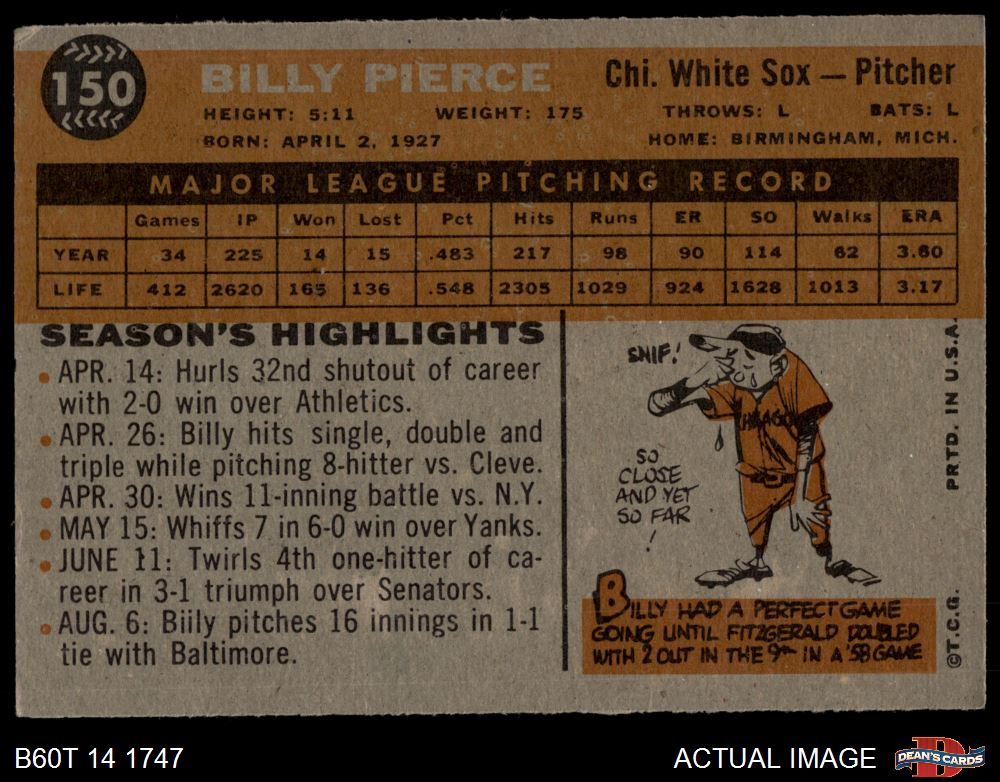 150
BILLY PIERCE
Chi. White Sox — Pitcher
HEIGHT: 5:11 WEIGHT: 175 THROWS: L BATS: L
BORN: APRIL 2, 1927 HOME: BIRMINGHAM, MICH.
MAJOR LEAGUE PITCHING RECORD
Games IP Won Lost Pct Hits Runs ER SO Walks ERA
YEAR 34 225 14 15 .483 217 98 90 114 62 3.60
LIFE 412 2620 165 136 .548 2305 1029 924 1628 1013 3.17
SEASON'S HIGHLIGHTS
• APR. 14: Hurls 32nd shutout of career
with 2-0 win over Athletics.
• APR. 26: Billy hits single, double and
triple while pitching 8-hitter vs. Cleve.
• APR. 30: Wins 11-inning battle vs. N.Y.
• MAY 15: Whiffs 7 in 6-0 win over Yanks.
• JUNE 11: Twirls 4th one-hitter of ca-
reer in 3-1 triumph over Senators.
• AUG. 6: Biily pitches 16 innings in 1-1
tie with Baltimore.
SNIF!
CHICAGO
SO
CLOSE
AND YET
SO FAR
!
BILLY HAD A PERFECT GAME
GOING UNTIL FITZGERALD DOUBLED
WITH 2 OUT IN THE 9TH IN A '58 GAME
©T.C.G. PRTD. IN U.S.A.
B60T 14 1747
ACTUAL IMAGE
D
DEAN'S CARDS